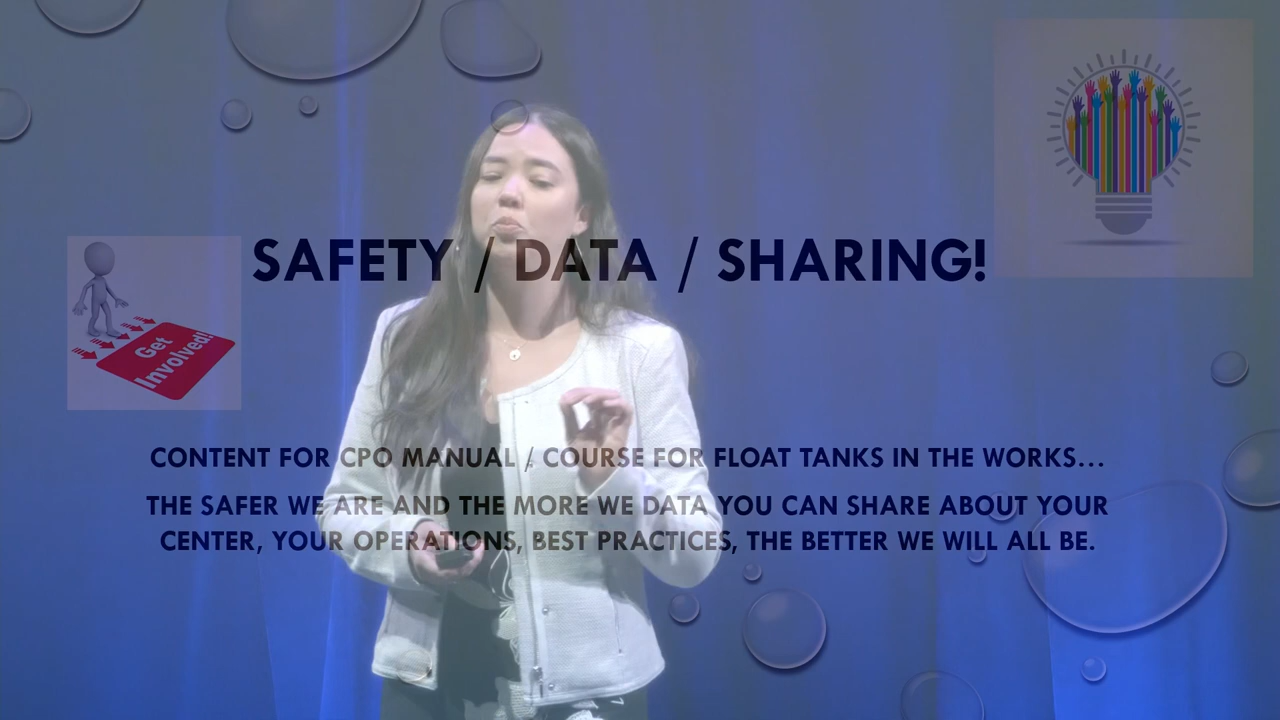 SAFETY / DATA / SHARING!
Get
Involved!
CONTENT FOR CPO MANUAL / COURSE FOR FLOAT TANKS IN THE WORKS...
THE SAFER WE ARE AND THE MORE WE DATA YOU CAN SHARE ABOUT YOUR
CENTER, YOUR OPERATIONS, BEST PRACTICES, THE BETTER WE WILL ALL BE.